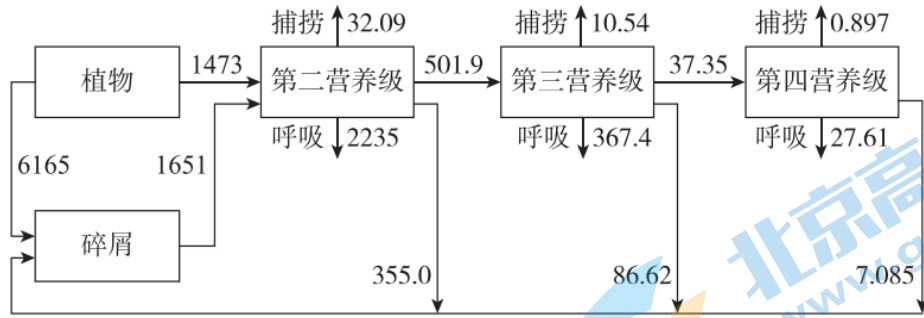 捕捞 32.09
捕捞 10.54
捕捞 0.897
植物 1473 第二营养级 501.9 第三营养级 37.35 第四营养级
呼吸 2235
呼吸 367.4
呼吸 27.61
6165 1651
碎屑
355.0 86.62 7.085
北京高
www.g